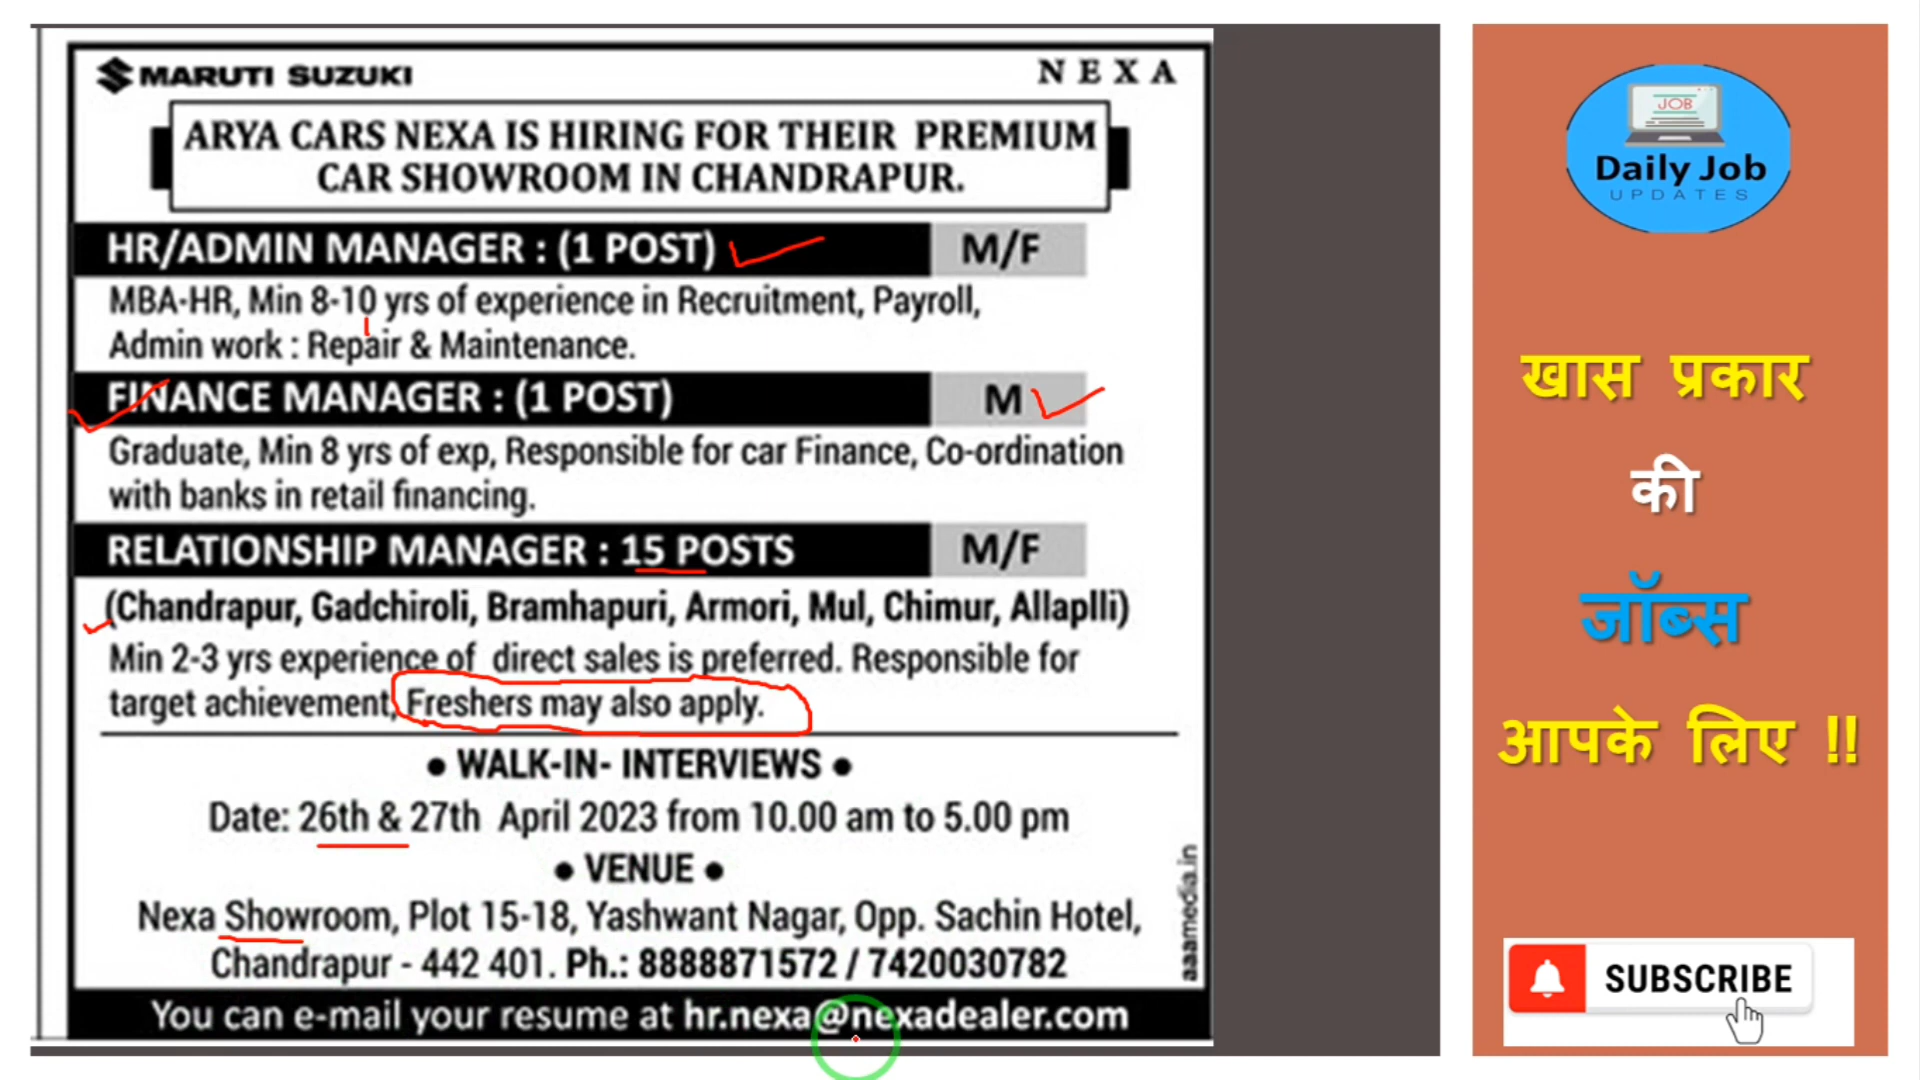 MARUTI SUZUKI
NEXA
ARYA CARS NEXA IS HIRING FOR THEIR PREMIUM
CAR SHOWROOM IN CHANDRAPUR.
HR/ADMIN MANAGER : (1 POST) M/F
MBA-HR, Min 8-10 yrs of experience in Recruitment, Payroll,
Admin work : Repair & Maintenance.
FINANCE MANAGER : (1 POST) M
Graduate, Min 8 yrs of exp, Responsible for car Finance, Co-ordination
with banks in retail financing.
RELATIONSHIP MANAGER : 15 POSTS M/F
(Chandrapur, Gadchiroli, Bramhapuri, Armori, Mul, Chimur, Allaplli)
Min 2-3 yrs experience of direct sales is preferred. Responsible for
target achievement, Freshers may also apply.
● WALK-IN- INTERVIEWS ●
Date: 26th & 27th April 2023 from 10.00 am to 5.00 pm
● VENUE ●
Nexa Showroom, Plot 15-18, Yashwant Nagar, Opp. Sachin Hotel,
Chandrapur - 442 401. Ph.: 8888871572 / 7420030782
You can e-mail your resume at hr.nexa@nexadealer.com
aaamedia.in
JOB
Daily Job
UPDATES
खास प्रकार
की
जॉब्स
आपके लिए !!
SUBSCRIBE